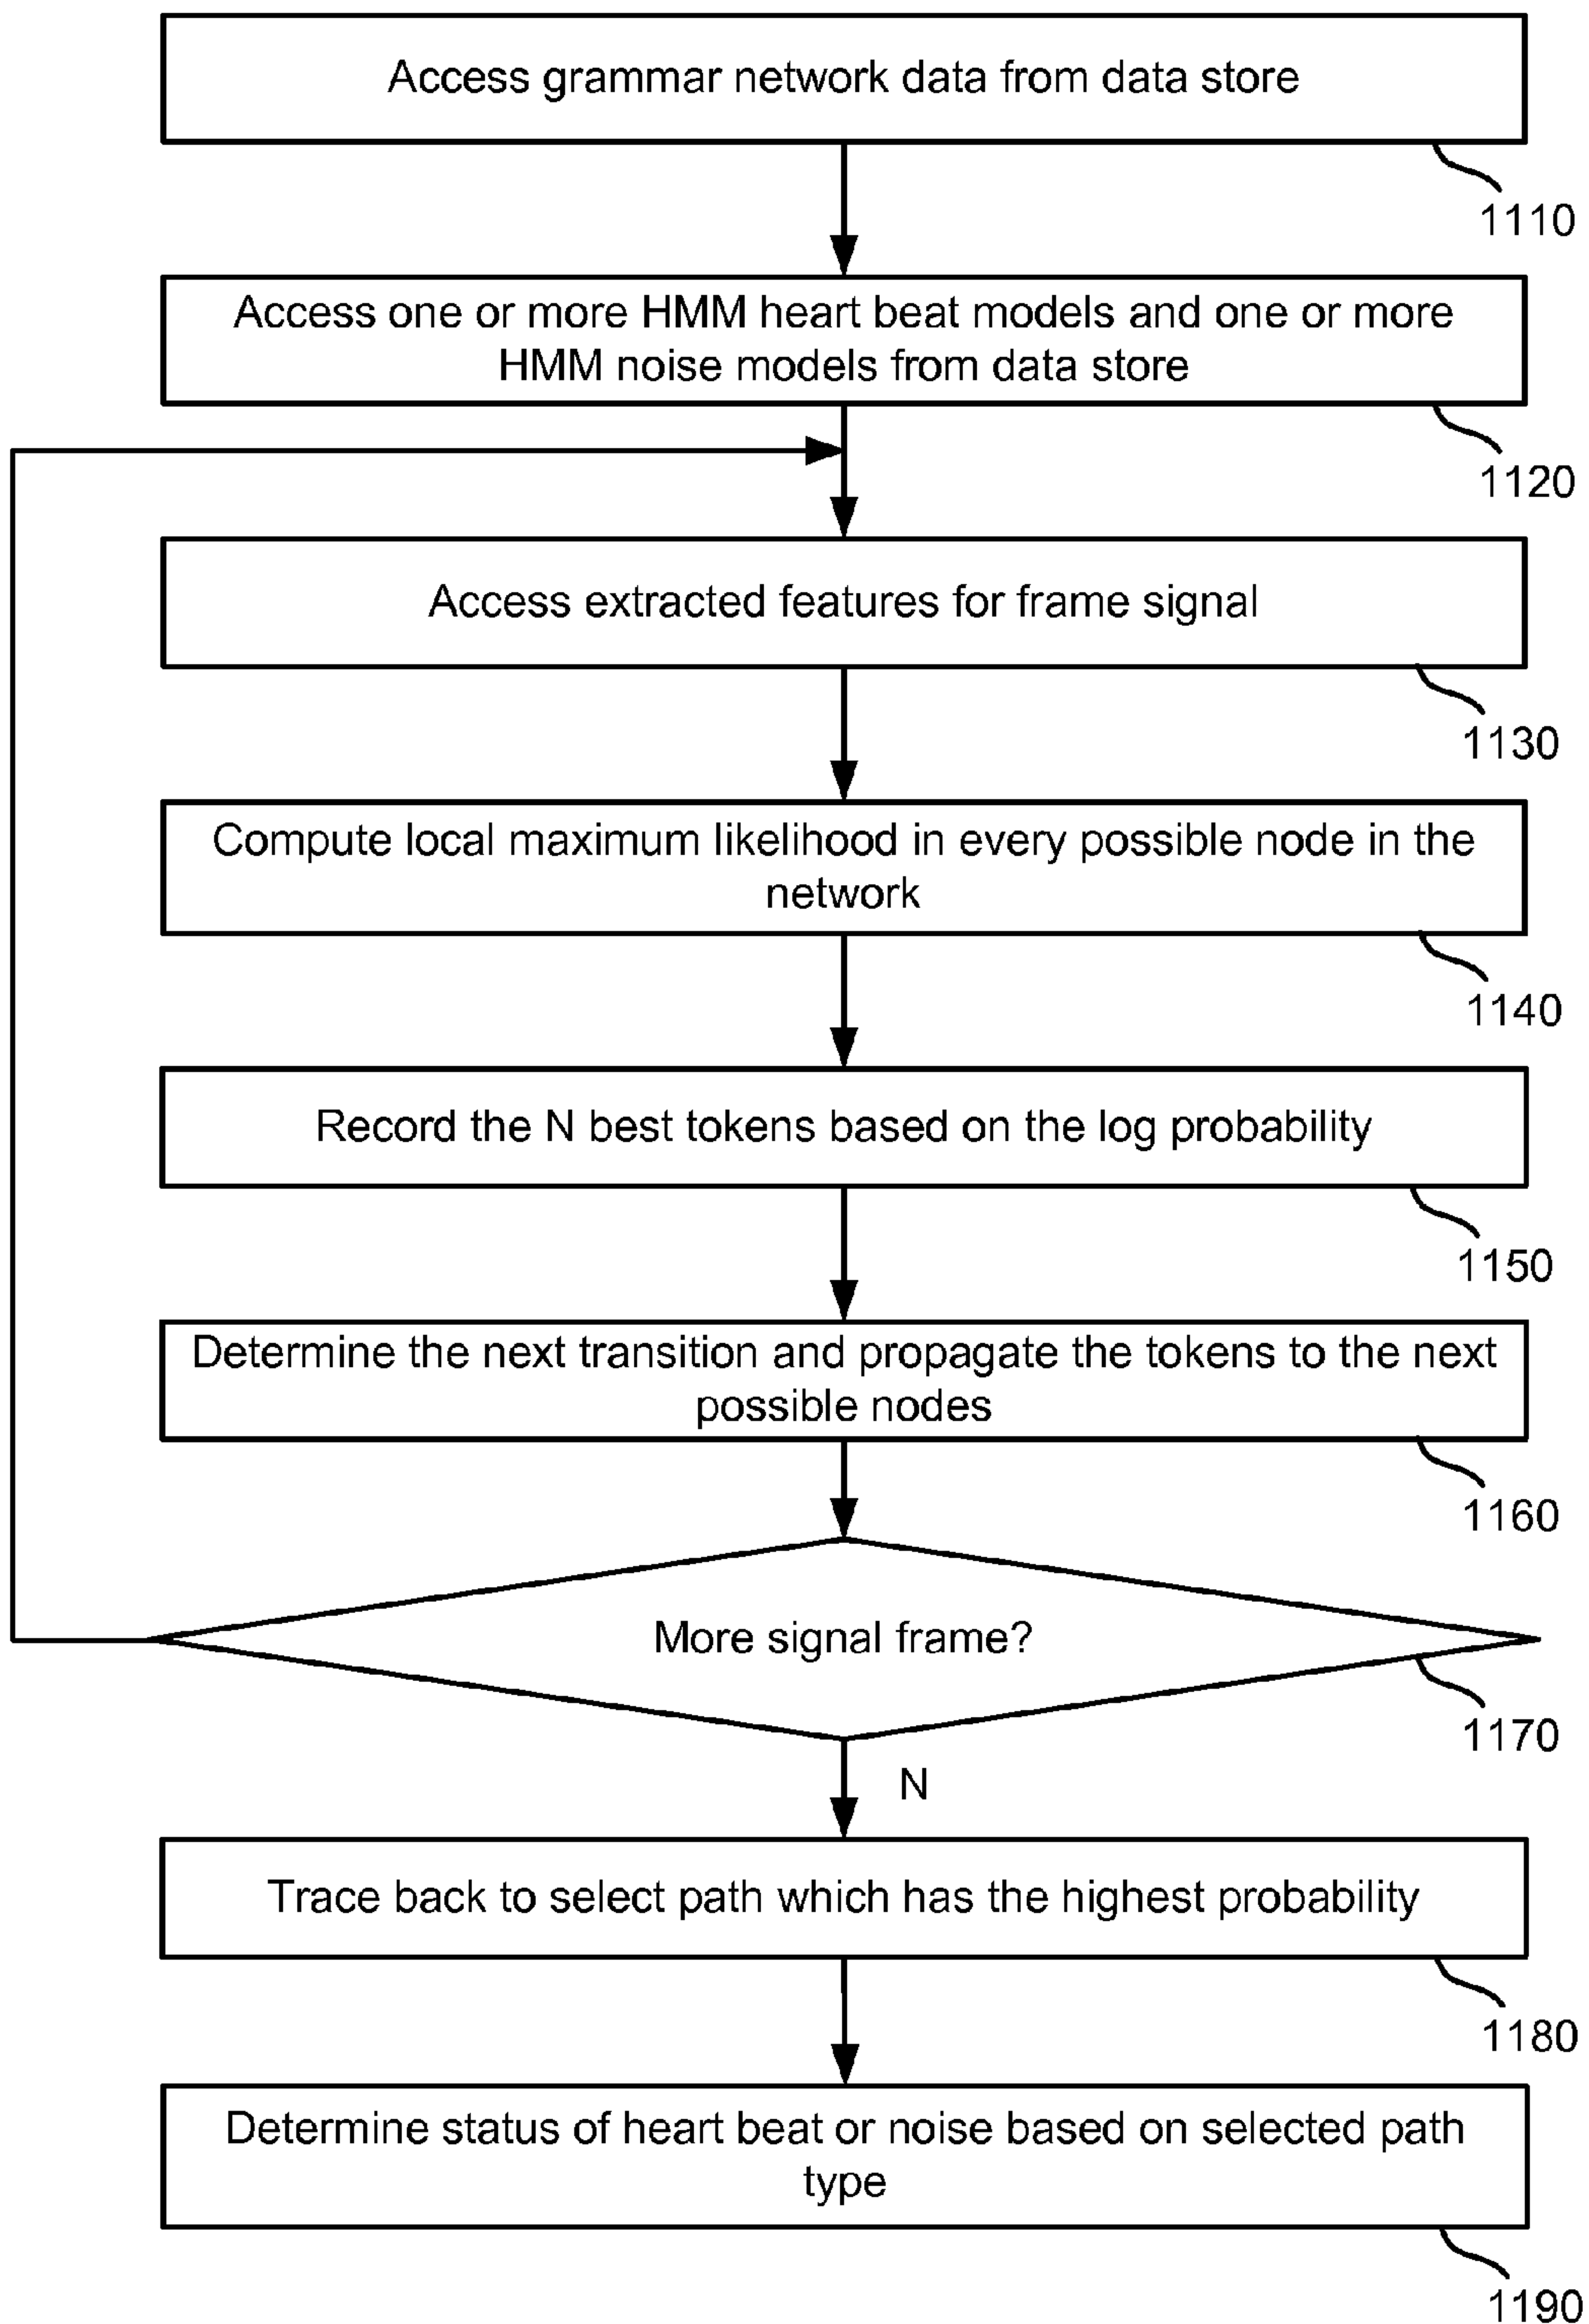 Access grammar network data from data store
1110
Access one or more HMM heart beat models and one or more
HMM noise models from data store
1120
Access extracted features for frame signal
1130
Compute local maximum likelihood in every possible node in the
network
1140
Record the N best tokens based on the log probability
1150
Determine the next transition and propagate the tokens to the next
possible nodes
1160
More signal frame?
1170
N
Trace back to select path which has the highest probability
1180
Determine status of heart beat or noise based on selected path
type
1190